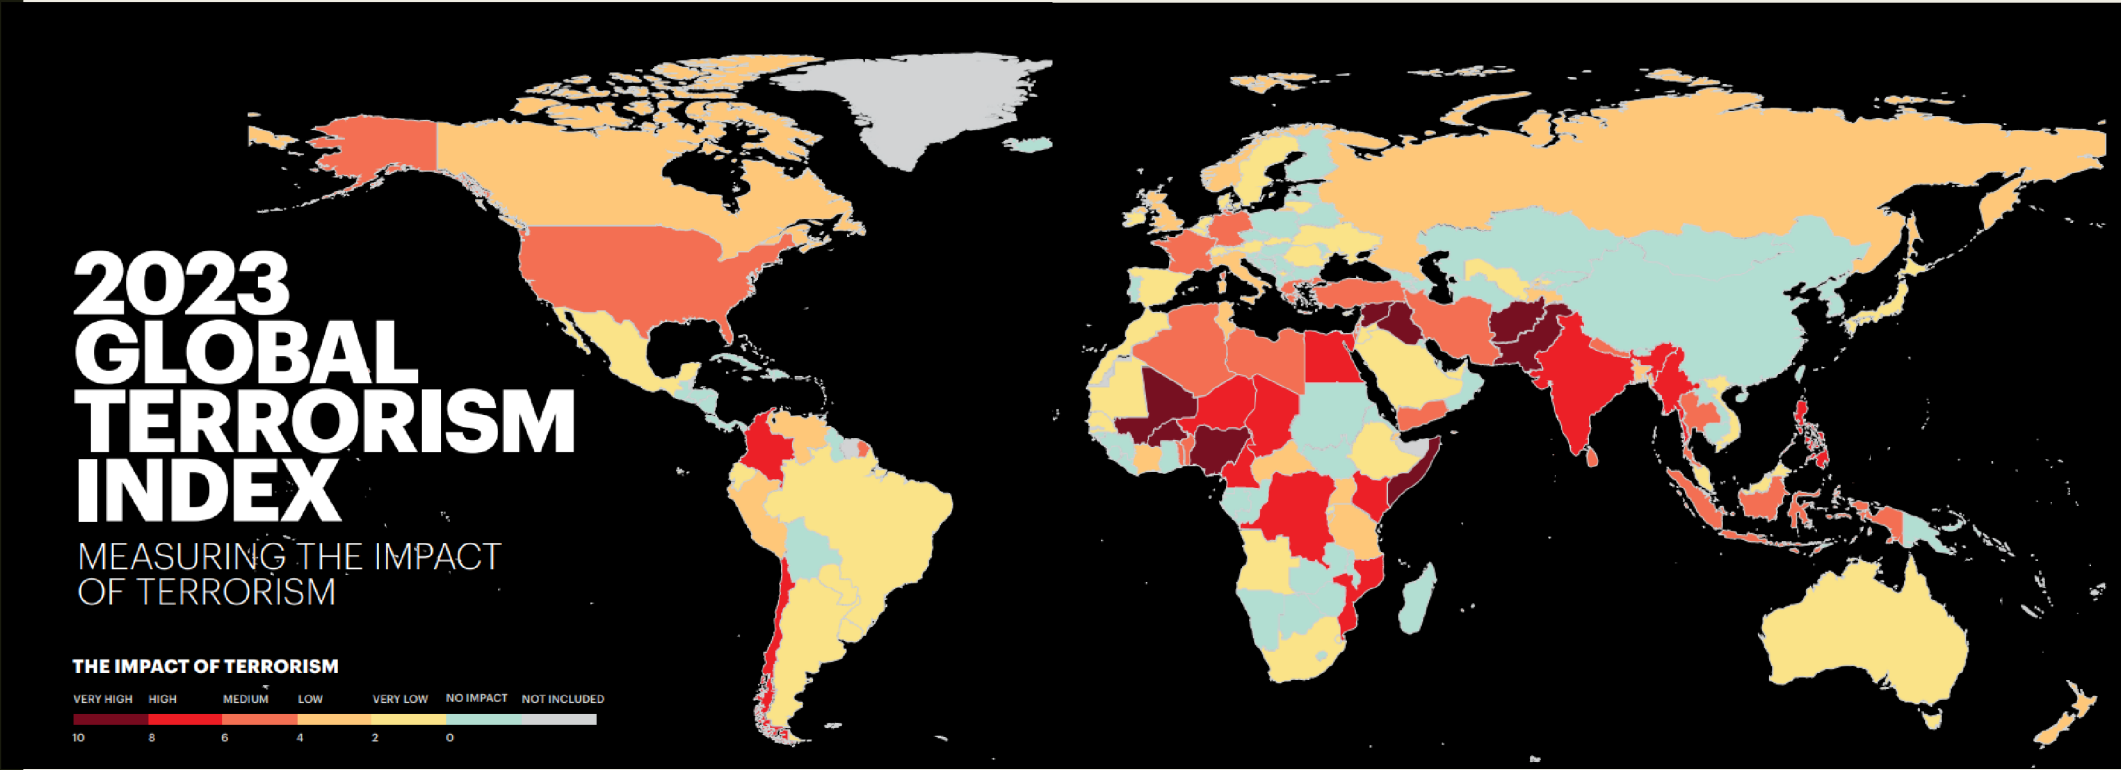 2023
GLOBAL
TERRORISM
INDEX
MEASURING THE IMPACT
OF TERRORISM
THE IMPACT OF TERRORISM
VERY HIGH HIGH MEDIUM LOW VERY LOW NO IMPACT NOT INCLUDED
10 8 6 4 2 0